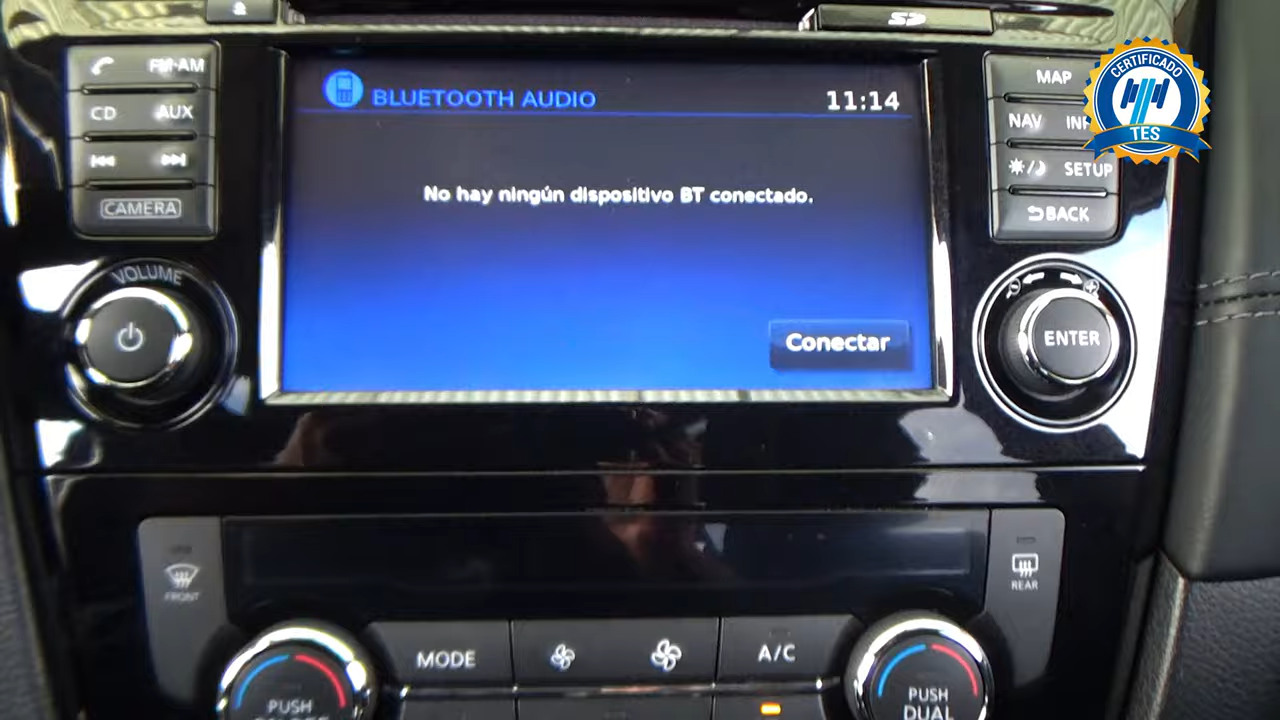 SD
FM·AM
CD AUX
CAMERA
VOLUME
BLUETOOTH AUDIO 11:14
No hay ningún dispositivo BT conectado.
Conectar
MAP
NAV
SETUP
BACK
ENTER
CERTIFICADO
TES
FRONT
REAR
MODE
A/C
PUSH
PUSH
DUAL